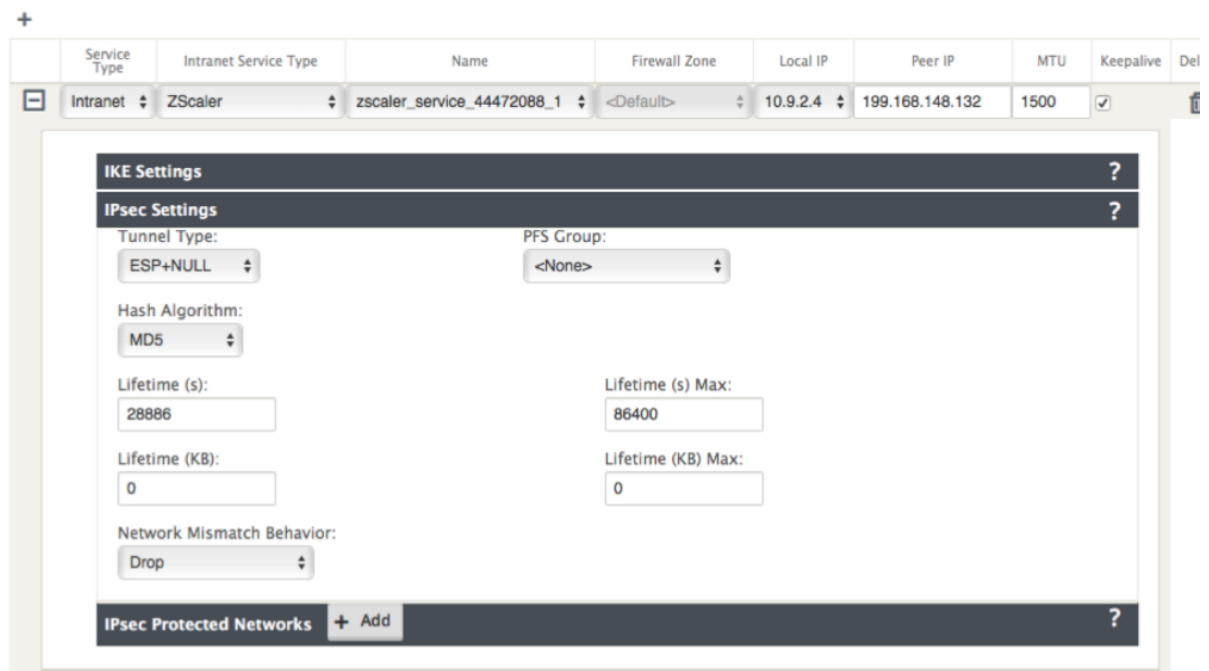 +
Service Type Intranet Service Type Name Firewall Zone Local IP Peer IP MTU Keepalive Del
Intranet ZScaler zscaler_service_44472088_1 <Default> 10.9.2.4 199.168.148.132 1500
IKE Settings ?
IPsec Settings ?
Tunnel Type: PFS Group:
ESP+NULL <None>
Hash Algorithm:
MD5
Lifetime (s): Lifetime (s) Max:
28886 86400
Lifetime (KB): Lifetime (KB) Max:
0 0
Network Mismatch Behavior:
Drop
IPsec Protected Networks + Add ?